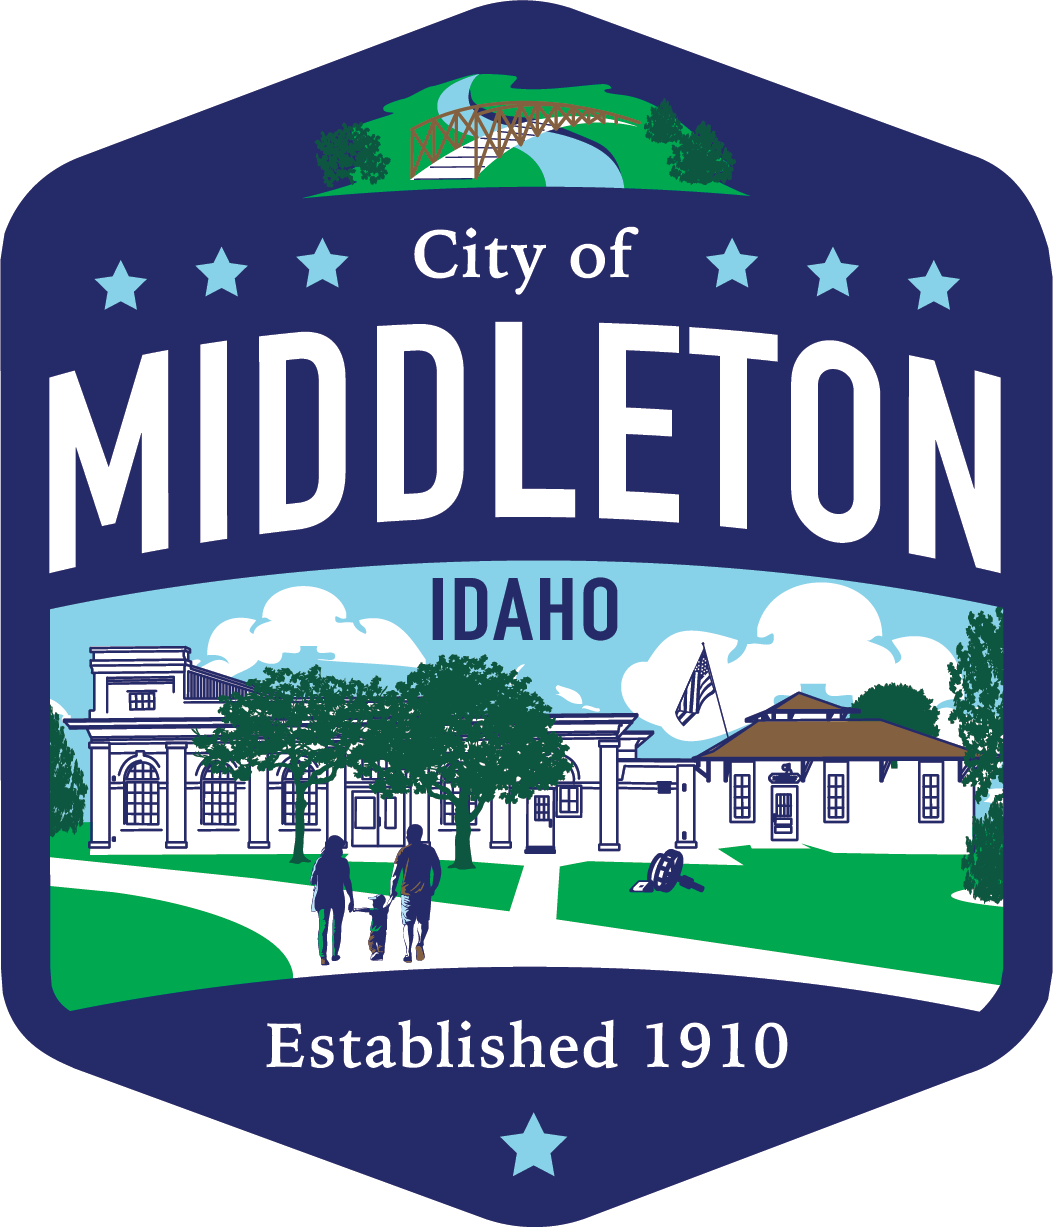 City of
MIDDLETON
IDAHO
Established 1910